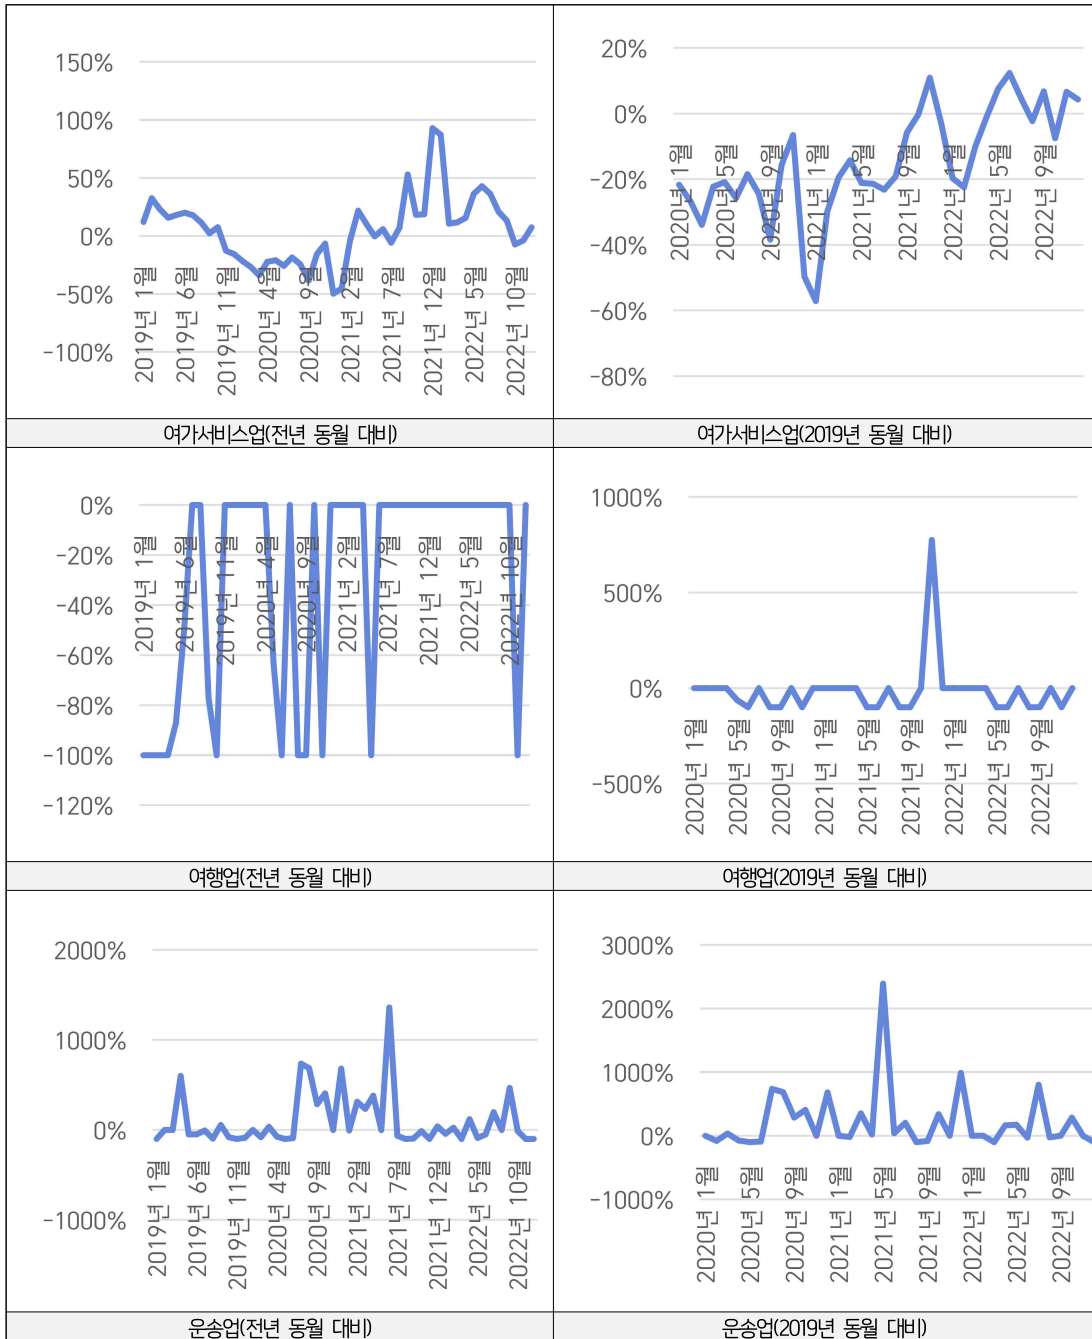 150%
100%
50%
0%
-50%
-100%
2019년 1월
2019년 6월
2019년 11월
2020년 4월
2020년 9월
2021년 2월
2021년 7월
2021년 12월
2022년 5월
2022년 10월
20%
0%
-20%
-40%
-60%
-80%
2020년 1월
2020년 5월
2020년 9월
2021년 1월
2021년 5월
2021년 9월
2022년 1월
2022년 5월
2022년 9월
여가서비스업(전년 동월 대비)
여가서비스업(2019년 동월 대비)
0%
-20%
-40%
-60%
-80%
-100%
-120%
2019년 1월
2019년 6월
2019년 11월
2020년 4월
2020년 9월
2021년 2월
2021년 7월
2021년 12월
2022년 5월
2022년 10월
1000%
500%
0%
-500%
2020년 1월
2020년 5월
2020년 9월
2021년 1월
2021년 5월
2021년 9월
2022년 1월
2022년 5월
2022년 9월
여행업(전년 동월 대비)
여행업(2019년 동월 대비)
2000%
1000%
0%
-1000%
2019년 1월
2019년 6월
2019년 11월
2020년 4월
2020년 9월
2021년 2월
2021년 7월
2021년 12월
2022년 5월
2022년 10월
3000%
2000%
1000%
0%
-1000%
2020년 1월
2020년 5월
2020년 9월
2021년 1월
2021년 5월
2021년 9월
2022년 1월
2022년 5월
2022년 9월
운송업(전년 동월 대비)
운송업(2019년 동월 대비)